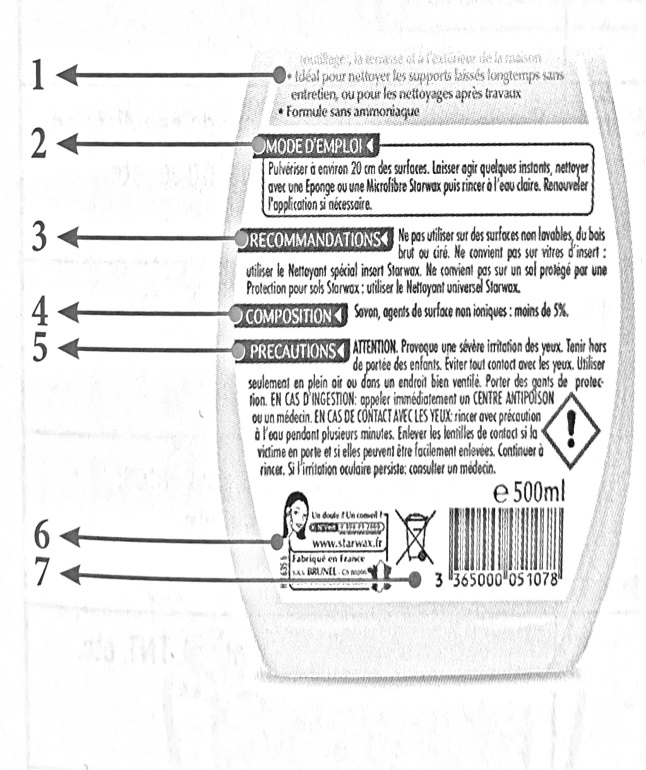 1
la terrasse et à l'extérieur de la maison
• Idéal pour nettoyer les supports laissés longtemps sans
entretien, ou pour les nettoyages après travaux
• Formule sans ammoniaque
2
MODE D'EMPLOI
Pulvériser à environ 20 cm des surfaces. Laisser agir quelques instants, nettoyer
avec une Eponge ou une Microfibre Starwax puis rincer à l'eau claire. Renouveler
l'application si nécessaire.
3
RECOMMANDATIONS Ne pas utiliser sur des surfaces non lavables, du bois
brut ou ciré. Ne convient pas sur vitres d'insert :
utiliser le Nettoyant spécial insert Starwax. Ne convient pas sur un sol protégé par une
Protection pour sols Starwax : utiliser le Nettoyant universel Starwax.
4
COMPOSITION Savon, agents de surface non ioniques : moins de 5%.
5
PRECAUTIONS ATTENTION. Provoque une sévère irritation des yeux. Tenir hors
de portée des enfants. Eviter tout contact avec les yeux. Utiliser
seulement en plein air ou dans un endroit bien ventilé. Porter des gants de protec-
tion. EN CAS D'INGESTION: appeler immédiatement un CENTRE ANTIPOISON
ou un médecin. EN CAS DE CONTACT AVEC LES YEUX: rincer avec précaution
à l'eau pendant plusieurs minutes. Enlever les lentilles de contact si la
victime en porte et si elles peuvent être facilement enlevées. Continuer à
rincer. Si l'irritation oculaire persiste: consulter un médecin.
e 500ml
Un doute ? Un conseil ?
6
www.starwax.fr
Fabriqué en France
BRUNEL
7
3 365000 051078